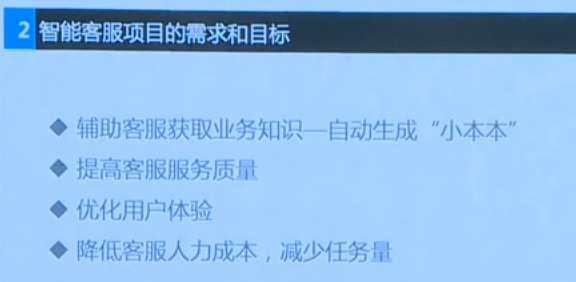 2 智能客服项目的需求和目标
◆ 辅助客服获取业务知识—自动生成“小本本”
◆ 提高客服服务质量
◆ 优化用户体验
◆ 降低客服人力成本，减少任务量